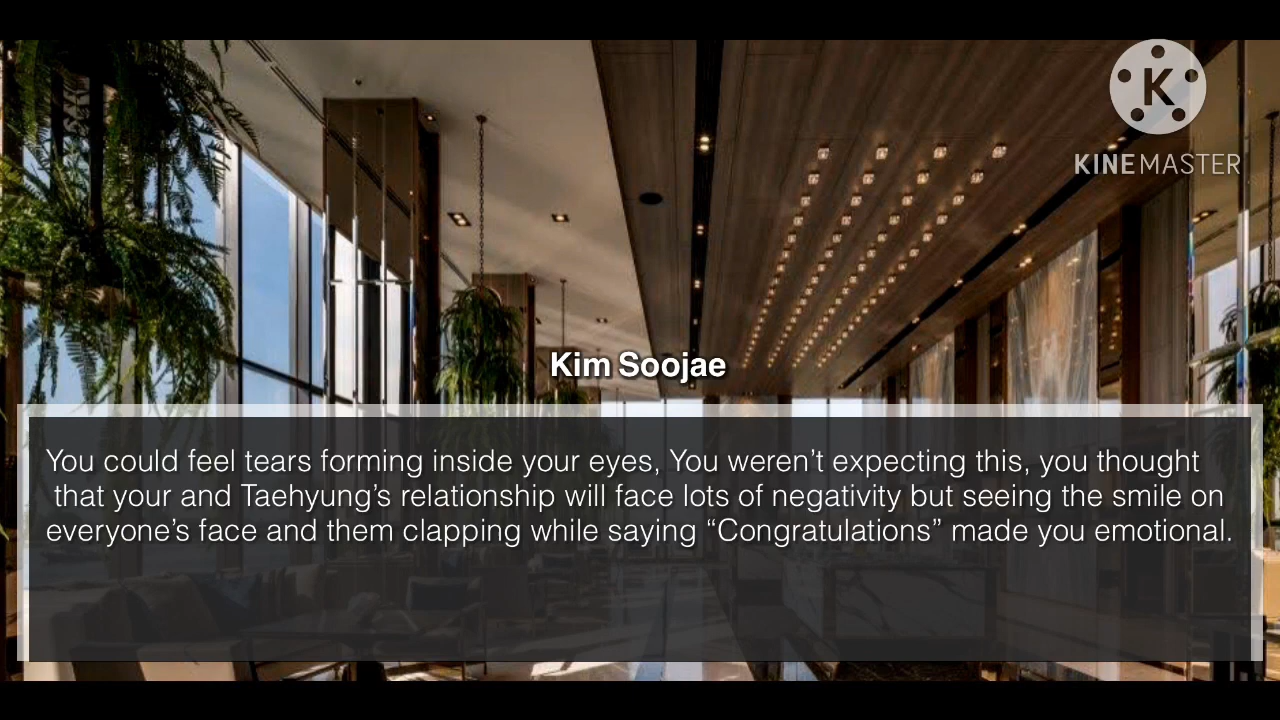 K
KINEMASTER
Kim Soojae
You could feel tears forming inside your eyes, You weren’t expecting this, you thought
that your and Taehyung’s relationship will face lots of negativity but seeing the smile on
everyone’s face and them clapping while saying “Congratulations” made you emotional.